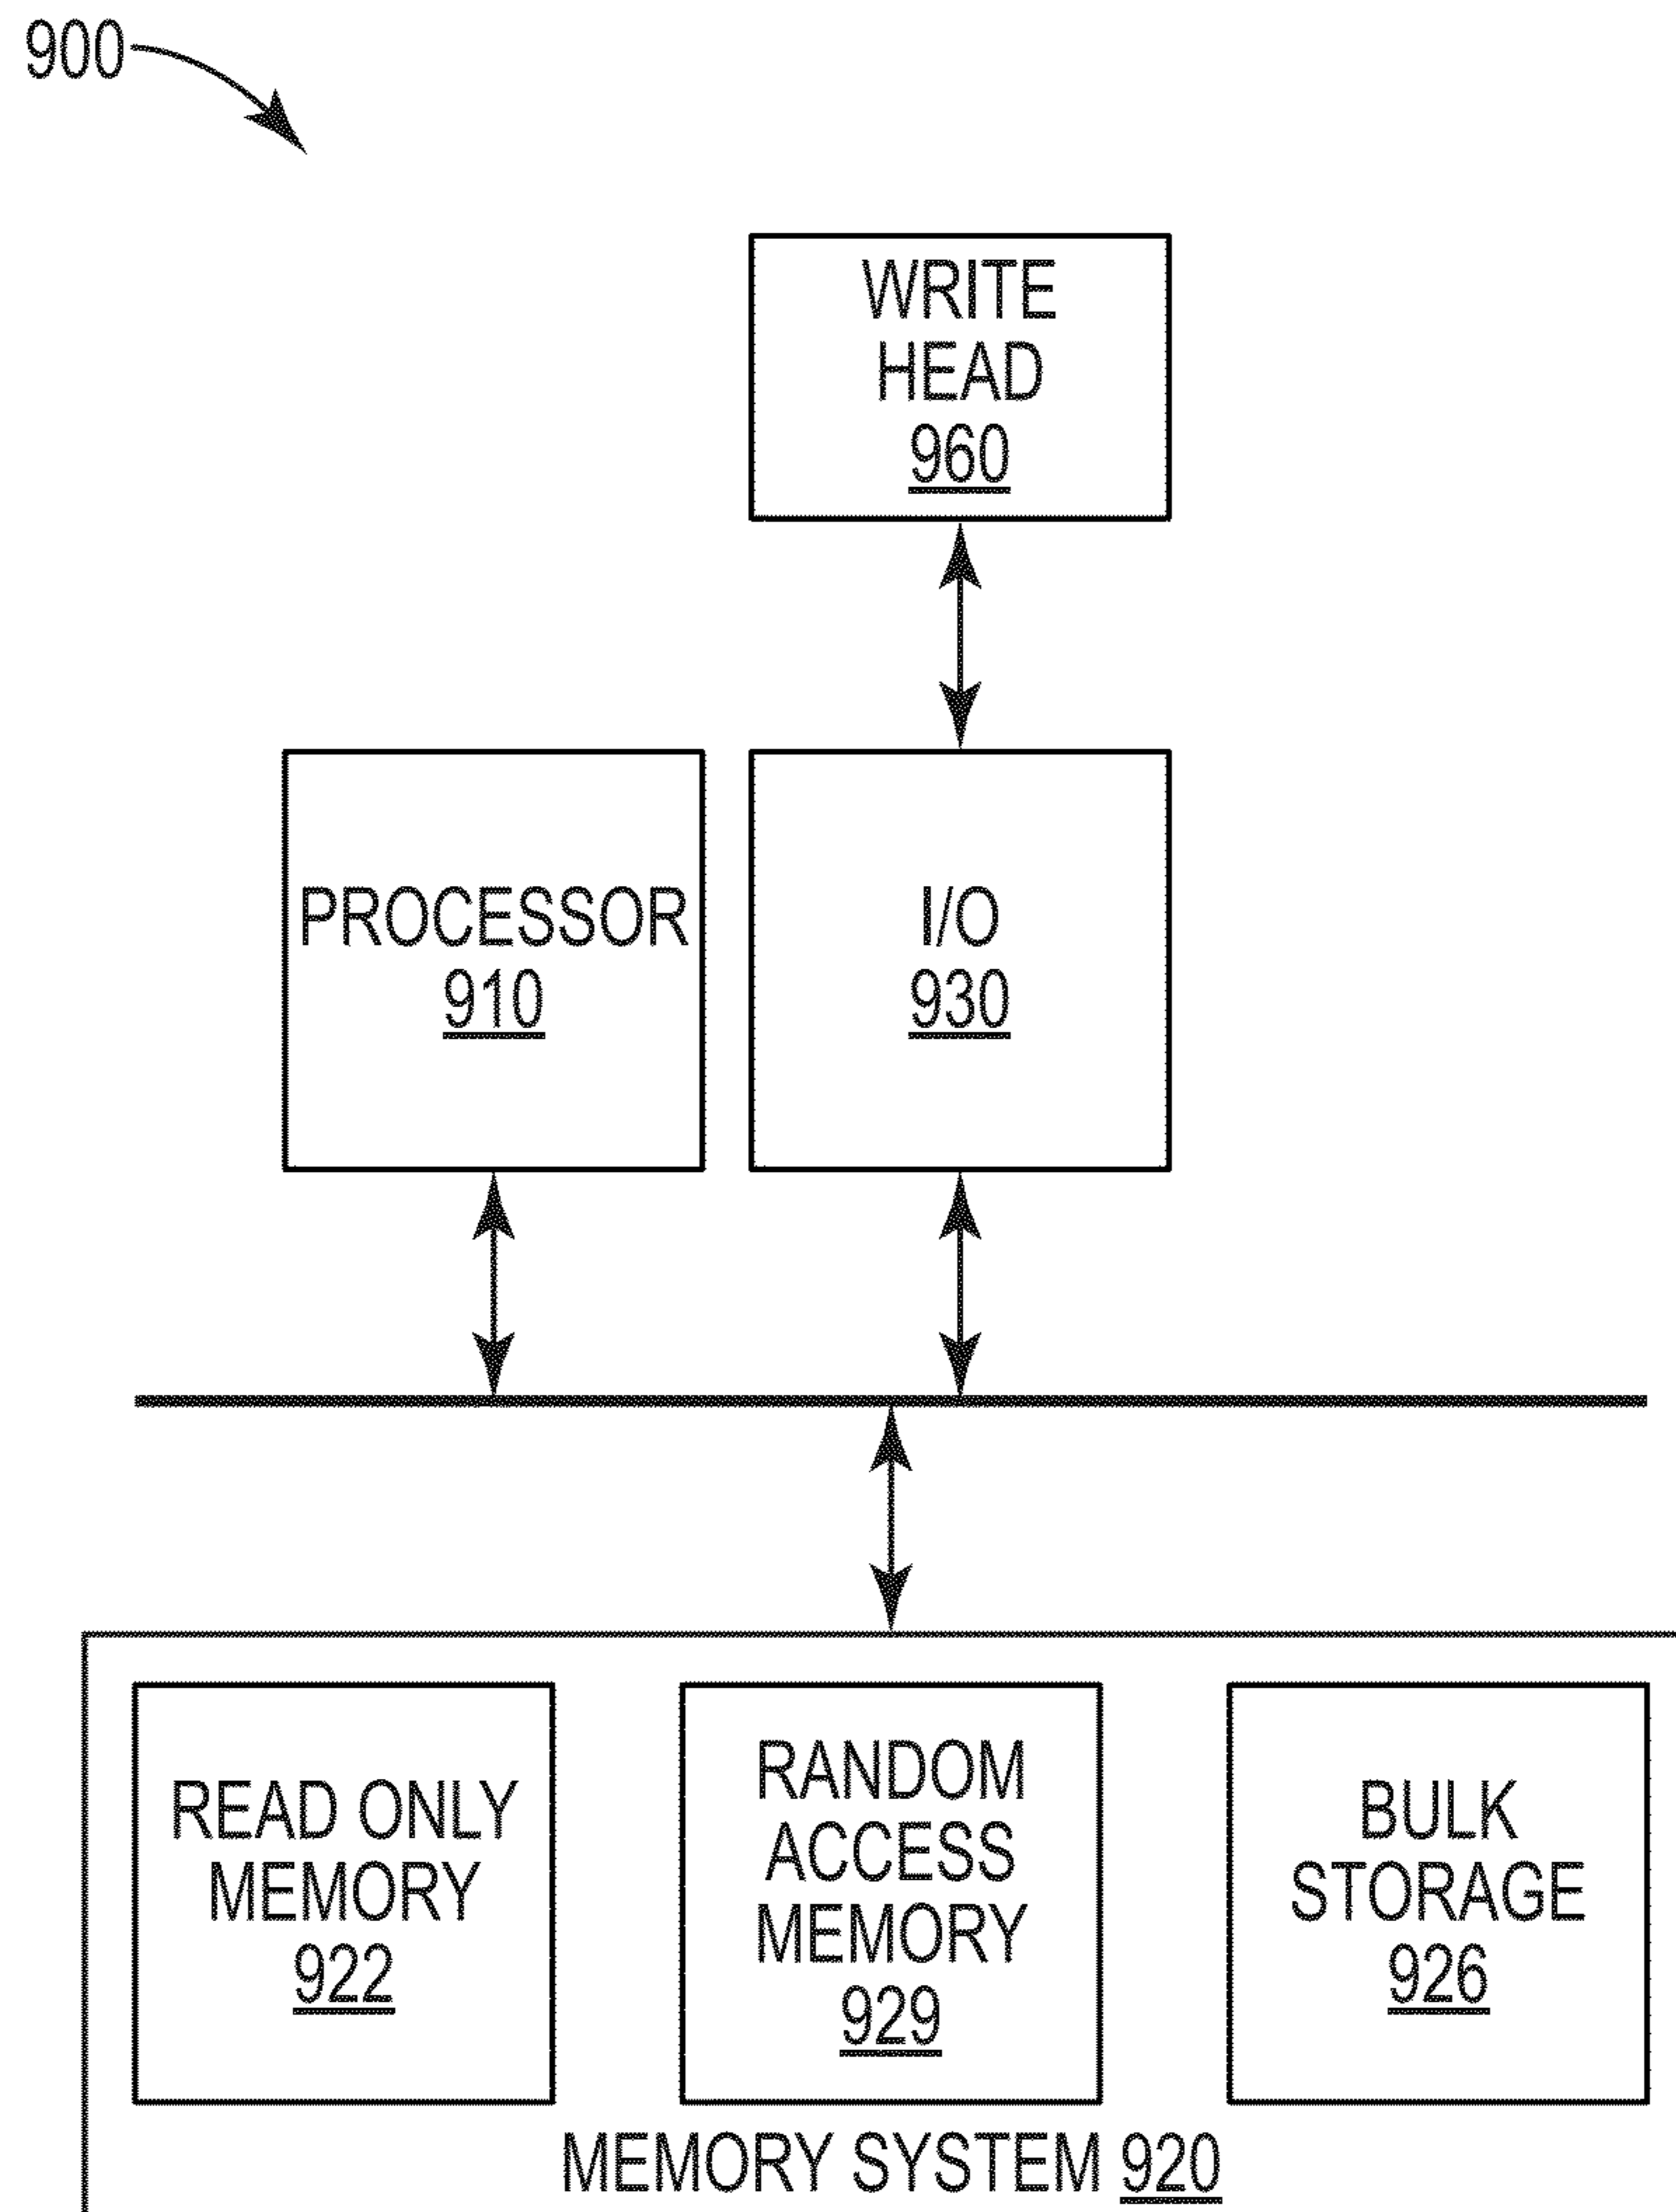 900
WRITE
HEAD
960
PROCESSOR
910
I/O
930
READ ONLY
MEMORY
922
RANDOM
ACCESS
MEMORY
929
BULK
STORAGE
926
MEMORY SYSTEM 920